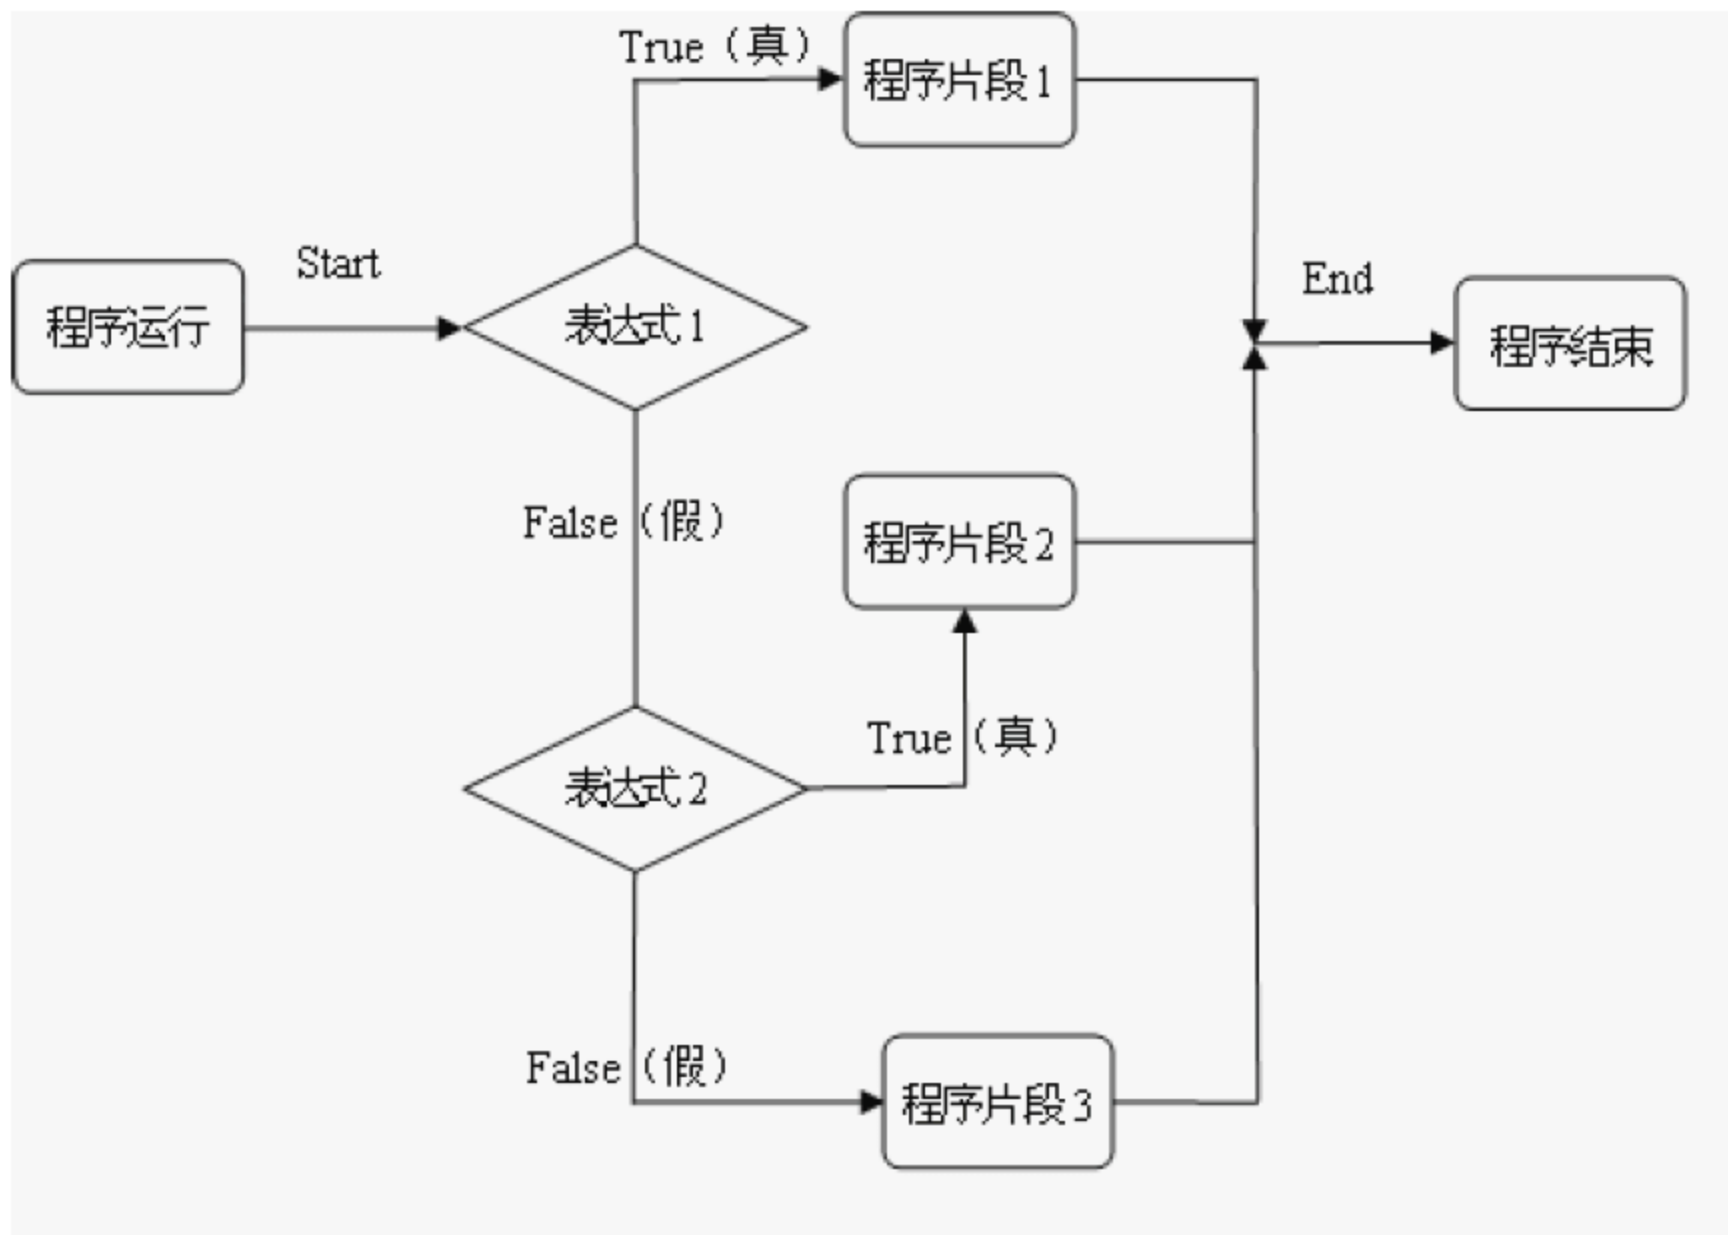 True（真）
程序片段1
Start
End
程序运行
表达式1
程序结束
False（假）
程序片段2
True（真）
表达式2
False（假）
程序片段3